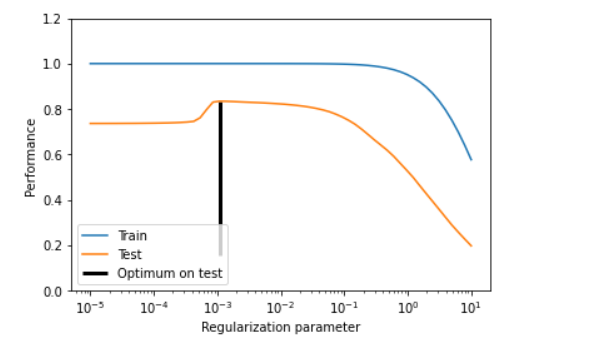 1.2
1.0
0.8
0.6
0.4
0.2
0.0
Performance
Train
Test
Optimum on test
10⁻⁵ 10⁻⁴ 10⁻³ 10⁻² 10⁻¹ 10⁰ 10¹
Regularization parameter